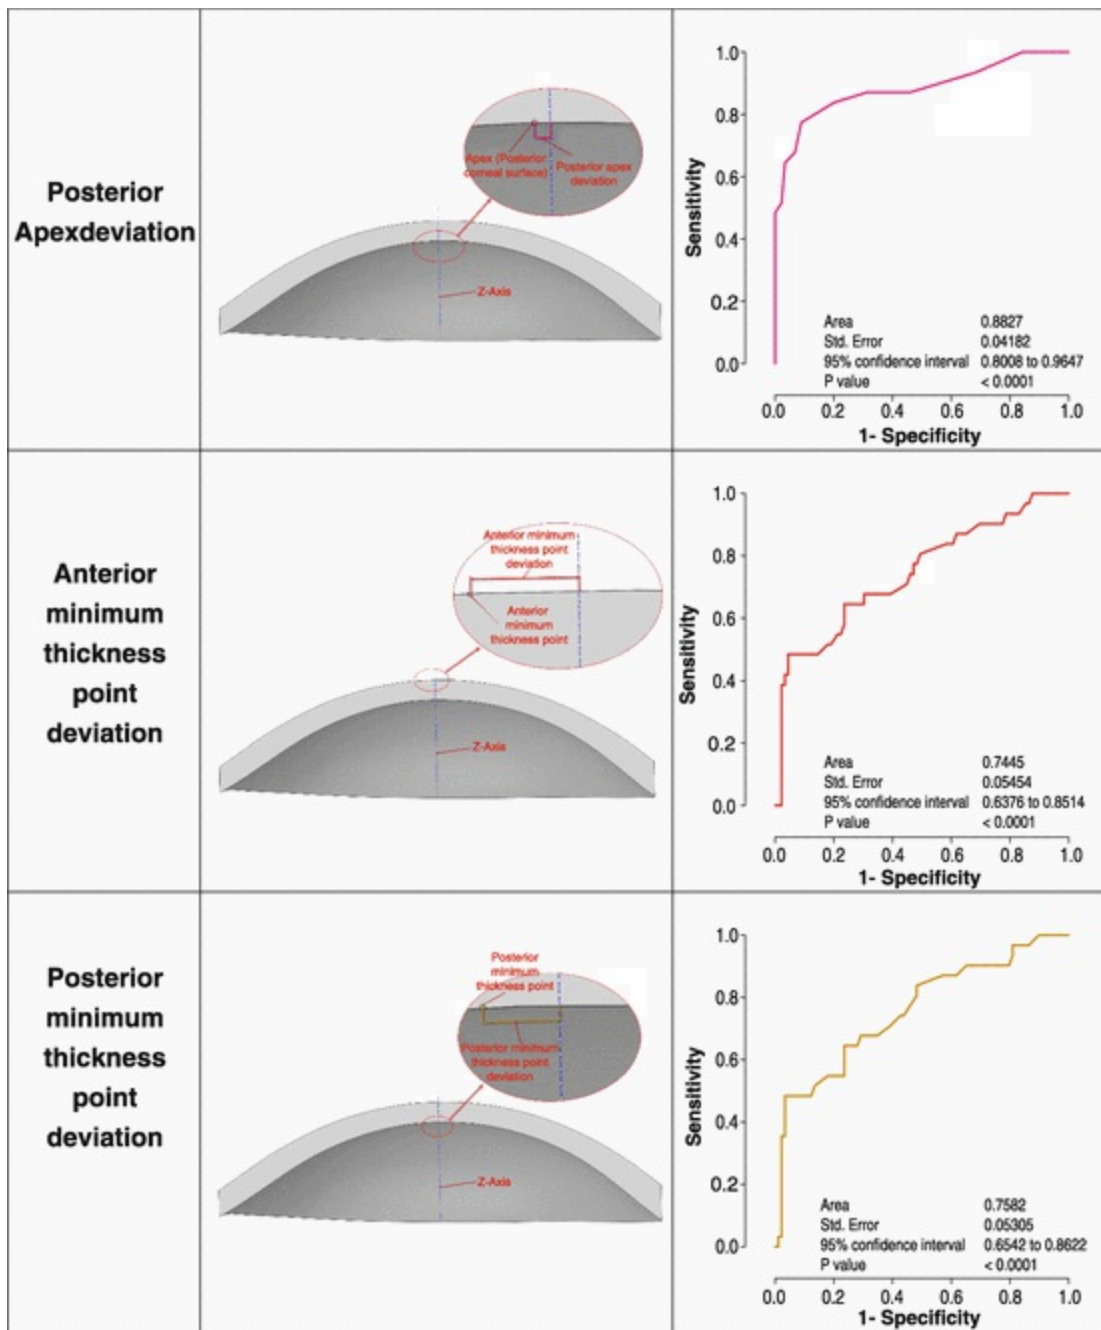 Posterior
Apexdeviation
Apex (Posterior
corneal surface)
Posterior apex
deviation
Z-Axis
1.0
0.8
0.6
0.4
0.2
0.0
Sensitivity
Area 0.8827
Std. Error 0.04182
95% confidence interval 0.8008 to 0.9647
P value < 0.0001
0.0 0.2 0.4 0.6 0.8 1.0
1- Specificity
Anterior
minimum
thickness
point
deviation
Anterior minimum
thickness point
deviation
Anterior
minimum
thickness point
Z-Axis
1.0
0.8
0.6
0.4
0.2
0.0
Sensitivity
Area 0.7445
Std. Error 0.05454
95% confidence interval 0.6376 to 0.8514
P value < 0.0001
0.0 0.2 0.4 0.6 0.8 1.0
1- Specificity
Posterior
minimum
thickness
point
deviation
Posterior
minimum
thickness point
Posterior minimum
thickness point
deviation
Z-Axis
1.0
0.8
0.6
0.4
0.2
0.0
Sensitivity
Area 0.7582
Std. Error 0.05305
95% confidence interval 0.6542 to 0.8622
P value < 0.0001
0.0 0.2 0.4 0.6 0.8 1.0
1- Specificity